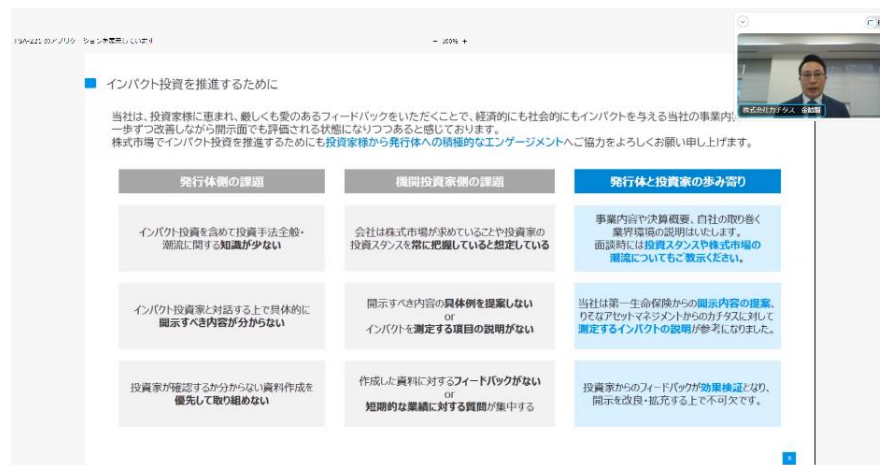 のアプリケーションを表示しています
100% +
インパクト投資を推進するために
当社は、投資家様に恵まれ、厳しくも愛のあるフィードバックをいただくことで、経済的にも社会的にもインパクトを与える当社の事業内
一歩ずつ改善しながら開示面でも評価される状態になりつつあると感じております。
株式市場でインパクト投資を推進するためにも投資家様から発行体への積極的なエンゲージメントへご協力をよろしくお願い申し上げます。
株式会社カチタス
発行体側の課題
機関投資家側の課題
発行体と投資家の歩み寄り
インパクト投資を含めて投資手法全般・
潮流に関する知識が少ない
会社は株式市場が求めていることや投資家の
投資スタンスを常に把握していると想定している
事業内容や決算概要、自社の取り巻く
業界環境の説明はいたします。
面談時には投資スタンスや株式市場の
潮流についてもご教示ください。
インパクト投資家と対話する上で具体的に
開示すべき内容が分からない
開示すべき内容の具体例を提案しない
or
インパクトを測定する項目の説明がない
当社は第一生命保険からの開示内容の提案、
りそなアセットマネジメントからのカチタスに対して
測定するインパクトの説明が参考になりました。
投資家が確認するか分からない資料作成を
優先して取り組めない
作成した資料に対するフィードバックがない
or
短期的な業績に対する質問が集中する
投資家からのフィードバックが効果検証となり、
開示を改良・拡充する上で不可欠です。
8